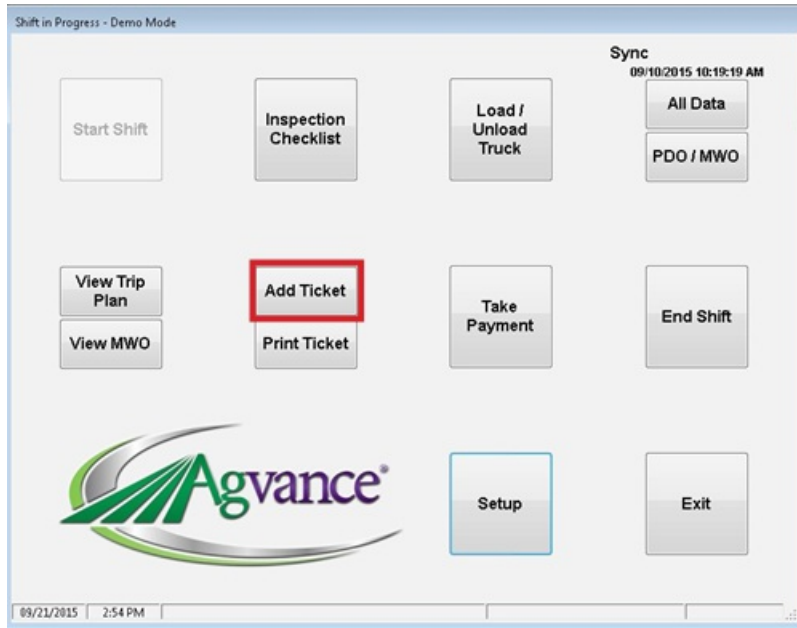 Shift in Progress - Demo Mode
Sync
09/10/2015 10:19:19 AM
Start Shift
Inspection
Checklist
Load /
Unload
Truck
All Data
PDO / MWO
View Trip
Plan
View MWO
Add Ticket
Print Ticket
Take
Payment
End Shift
Agvance®
Setup
Exit
09/21/2015
2:54 PM